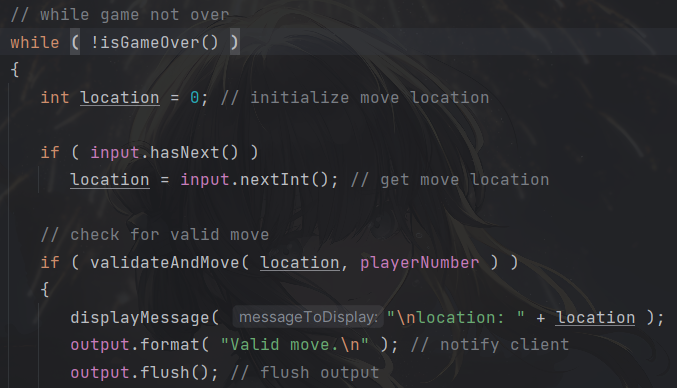 // while game not over
while ( !isGameOver() )
{
int location = 0; // initialize move location
if ( input.hasNext() )
location = input.nextInt(); // get move location
// check for valid move
if ( validateAndMove( location, playerNumber ) )
{
displayMessage( messageToDisplay: "\nlocation: " + location );
output.format( "Valid move.\n" ); // notify client
output.flush(); // flush output